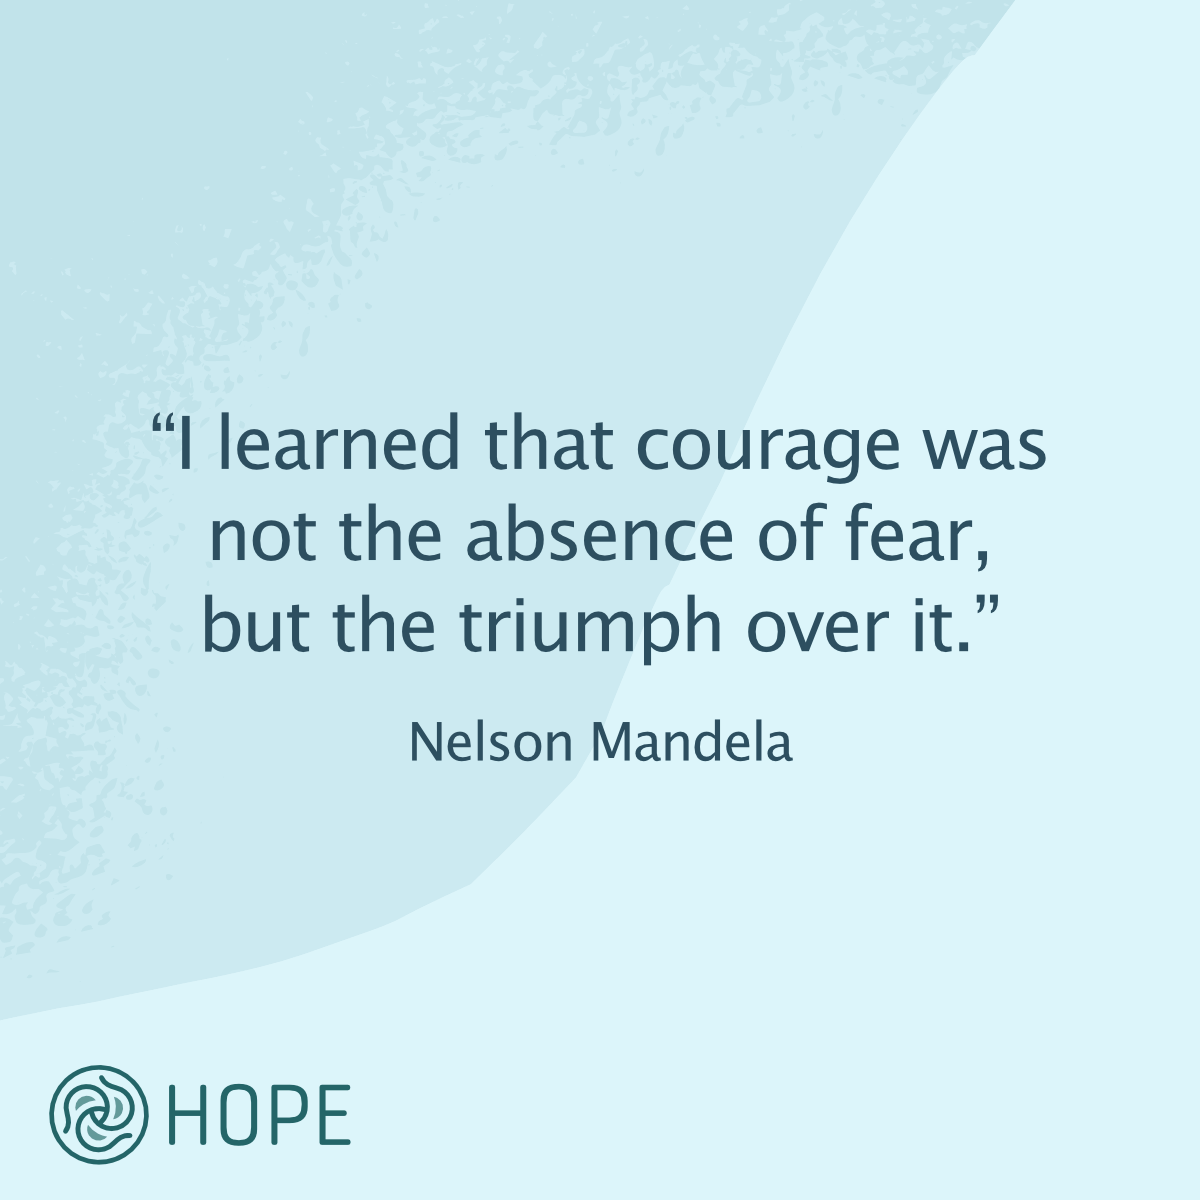 “I learned that courage was
not the absence of fear,
but the triumph over it.”
Nelson Mandela
HOPE